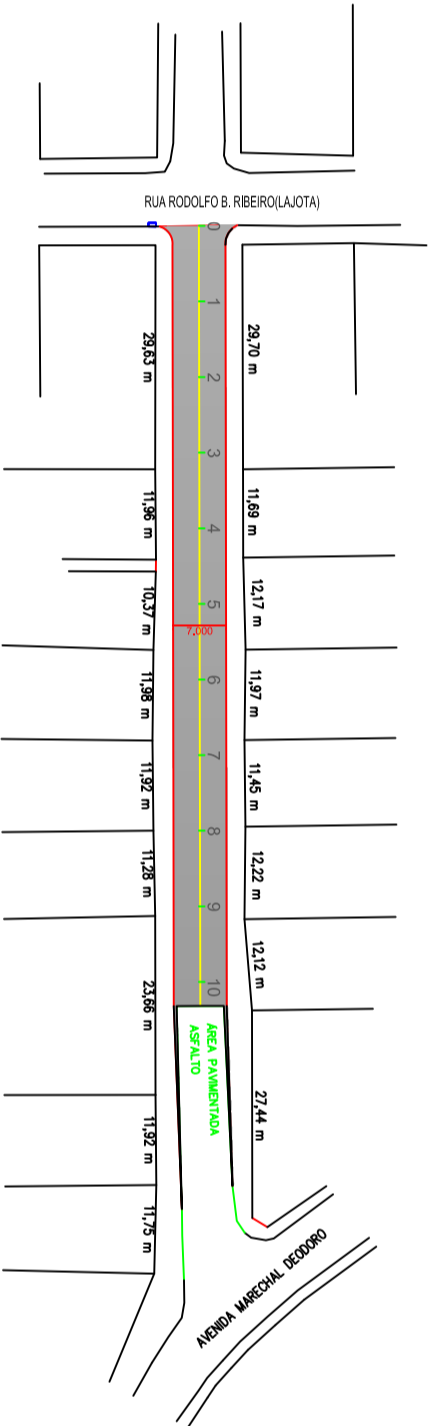 RUA RODOLFO B. RIBEIRO(LAJOTA)
0
1
29,63 m
29,70 m
2
3
11,96 m
4
11,69 m
10,37 m
5
12,17 m
7.000
11,98 m
6
11,97 m
11,92 m
7
11,45 m
11,28 m
8
12,22 m
9
23,66 m
10
12,12 m
ÁREA PAVIMENTADA
ASFALTO
11,92 m
27,44 m
11,75 m
AVENIDA MARECHAL DEODORO